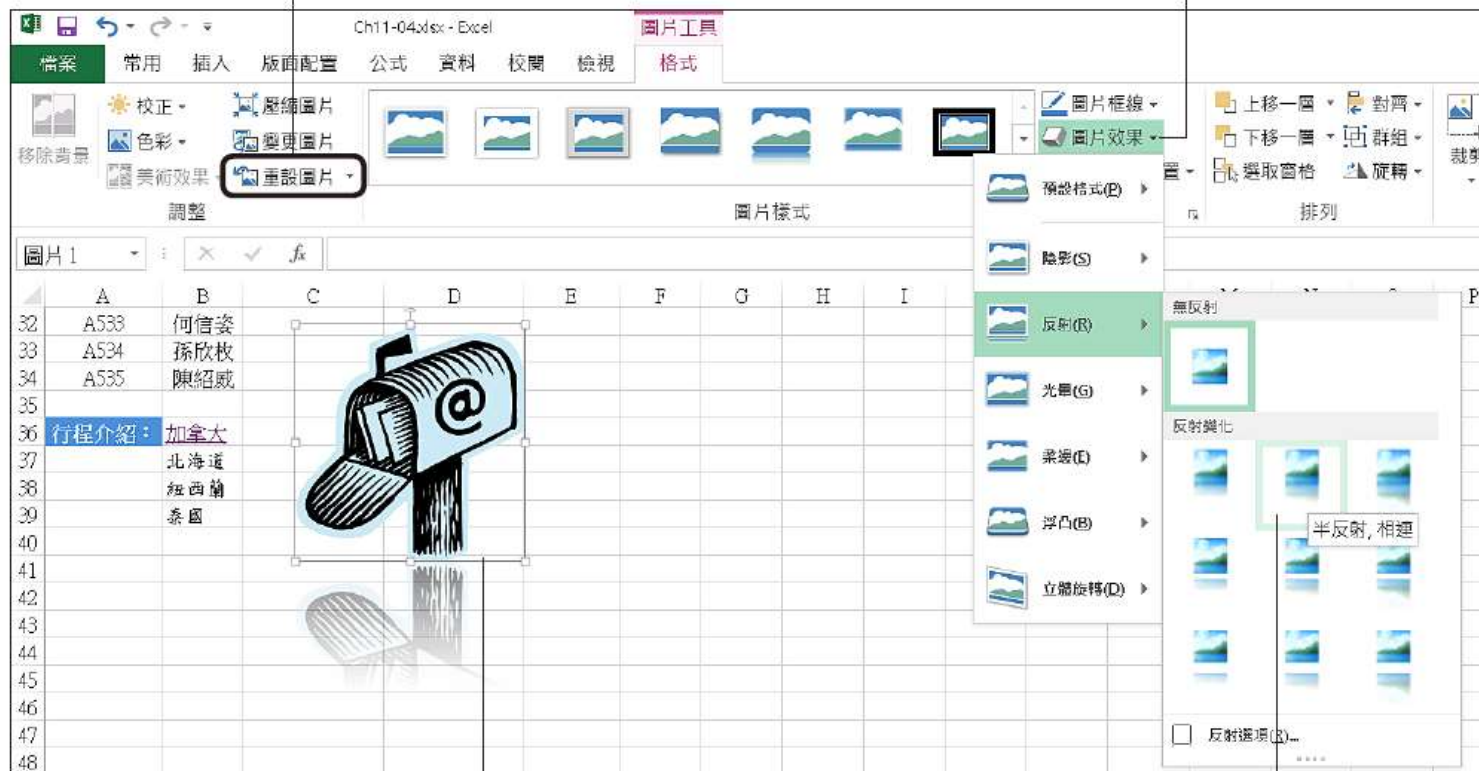 Ch11-04.xlsx - Excel
圖片工具
檔案 常用 插入 版面配置 公式 資料 校閱 檢視 格式
移除背景
校正
色彩
美術效果
壓縮圖片
變更圖片
重設圖片
調整
圖片樣式
圖片框線
圖片效果
置
上移一層
下移一層
選取窗格
對齊
群組
旋轉
排列
裁剪
圖片 1
fx
A B C D E F G H I P
32 A533 何信姿
33 A534 孫欣枚
34 A535 陳紹威
35
36 行程介紹： 加拿大
37 北海道
38 紐西蘭
39 泰國
40
41
42
43
44
45
46
47
48
@
預設格式(P)
陰影(S)
反射(R)
光暈(G)
柔邊(E)
浮凸(B)
立體旋轉(D)
無反射
反射變化
半反射, 相連
反射選項(R)...